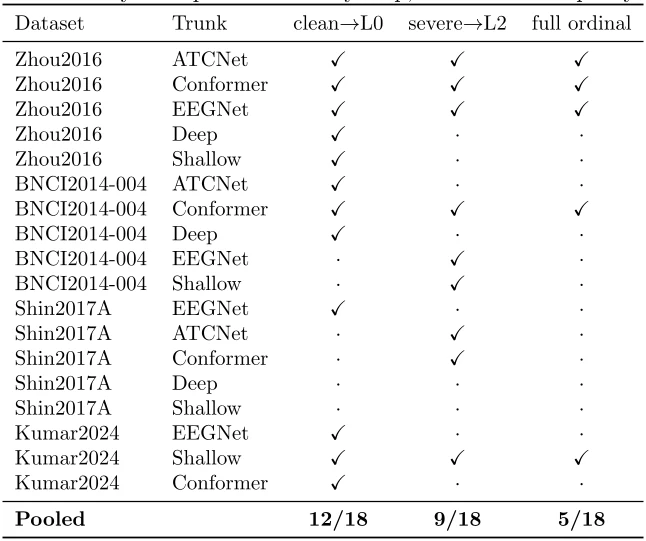 Dataset Trunk clean→L0 severe→L2 full ordinal
Zhou2016 ATCNet ✓ ✓ ✓
Zhou2016 Conformer ✓ ✓ ✓
Zhou2016 EEGNet ✓ ✓ ✓
Zhou2016 Deep ✓ · ·
Zhou2016 Shallow ✓ · ·
BNCI2014-004 ATCNet ✓ · ·
BNCI2014-004 Conformer ✓ ✓ ✓
BNCI2014-004 Deep ✓ · ·
BNCI2014-004 EEGNet · ✓ ·
BNCI2014-004 Shallow · ✓ ·
Shin2017A EEGNet ✓ · ·
Shin2017A ATCNet · ✓ ·
Shin2017A Conformer · ✓ ·
Shin2017A Deep · · ·
Shin2017A Shallow · · ·
Kumar2024 EEGNet ✓ · ·
Kumar2024 Shallow ✓ ✓ ✓
Kumar2024 Conformer ✓ · ·
Pooled 12/18 9/18 5/18